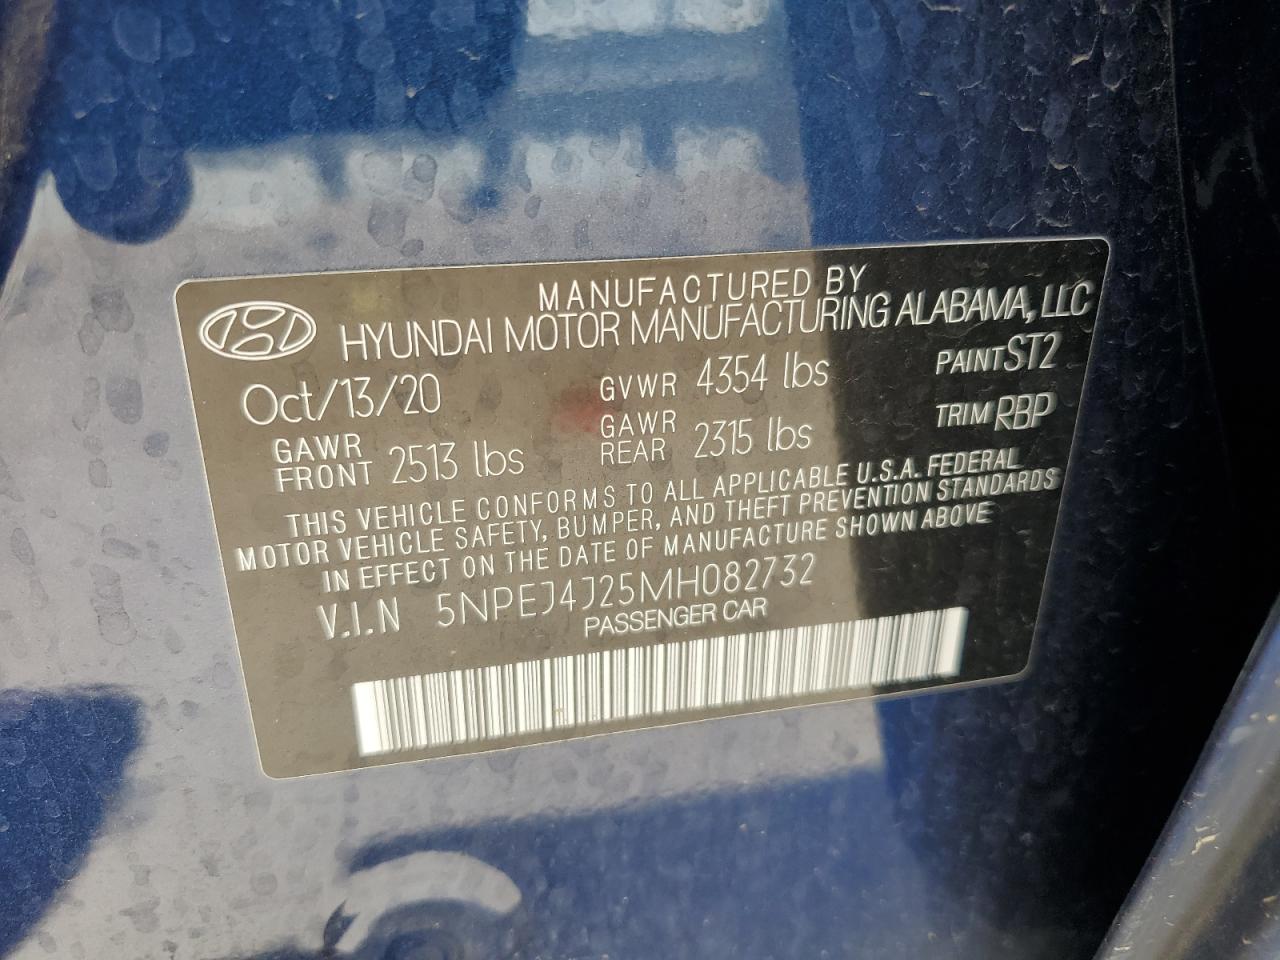 MANUFACTURED BY
HYUNDAI MOTOR MANUFACTURING ALABAMA, LLC
Oct/13/20 GVWR 4354 lbs PAINT ST2
GAWR FRONT 2513 lbs GAWR REAR 2315 lbs TRIM RBP
THIS VEHICLE CONFORMS TO ALL APPLICABLE U.S.A. FEDERAL
MOTOR VEHICLE SAFETY, BUMPER, AND THEFT PREVENTION STANDARDS
IN EFFECT ON THE DATE OF MANUFACTURE SHOWN ABOVE
V.I.N 5NPEJ4J25MH082732
PASSENGER CAR